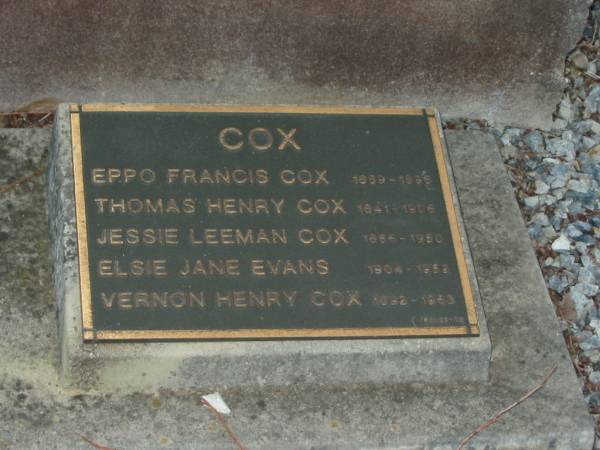 COX
EPPO FRANCIS COX
THOMAS HENRY COX 1841-1906
JESSIE LEEMAN COX 1866-1950
ELSIE JANE EVANS 1904-1952
VERNON HENRY COX 1892-1963